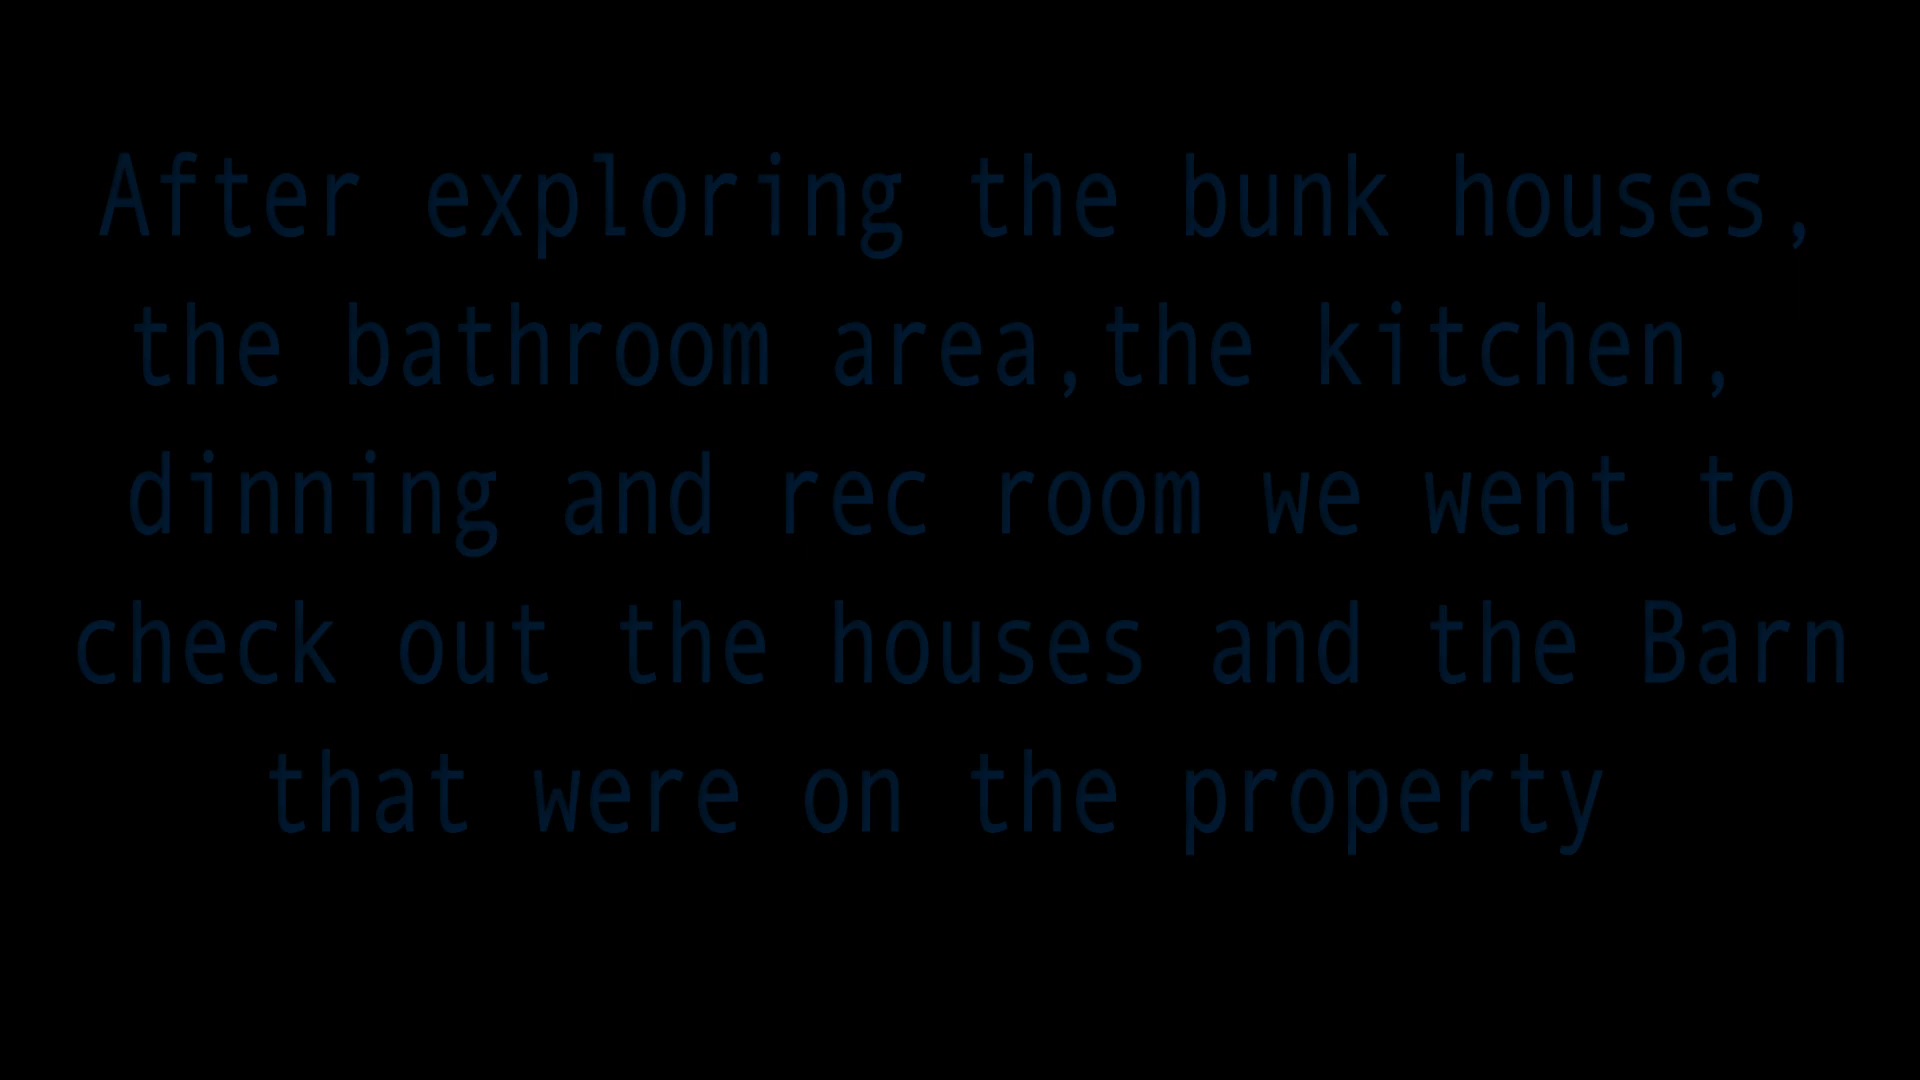 After exploring the bunk houses,
the bathroom area,the kitchen,
dinning and rec room we went to
check out the houses and the Barn
that were on the property